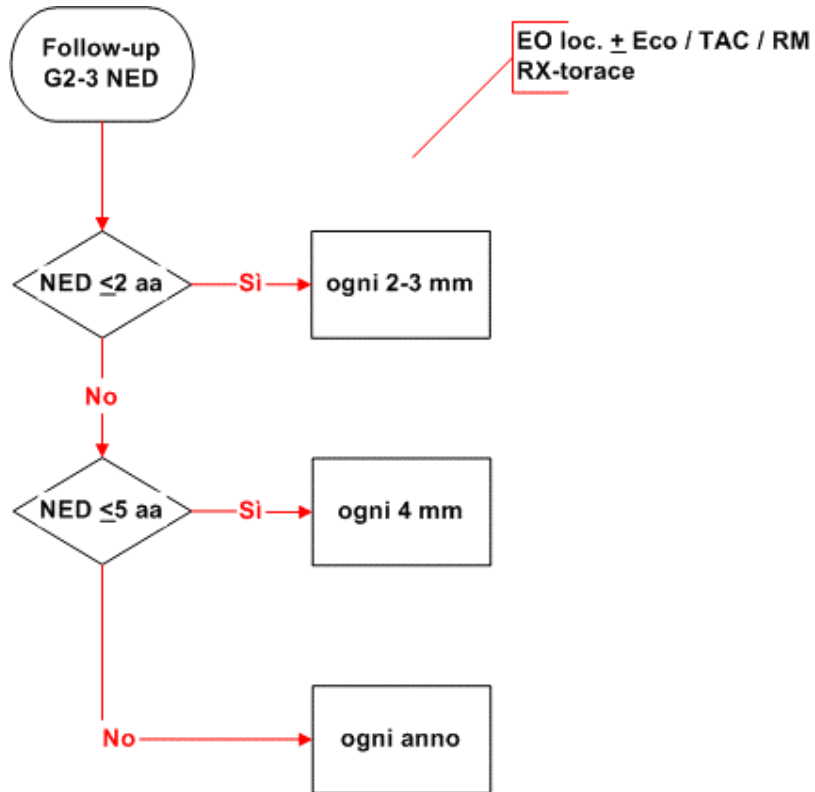 Follow-up
G2-3 NED
EO loc. ± Eco / TAC / RM
RX-torace
NED ≤2 aa
Sì
ogni 2-3 mm
No
NED ≤5 aa
Sì
ogni 4 mm
No
ogni anno